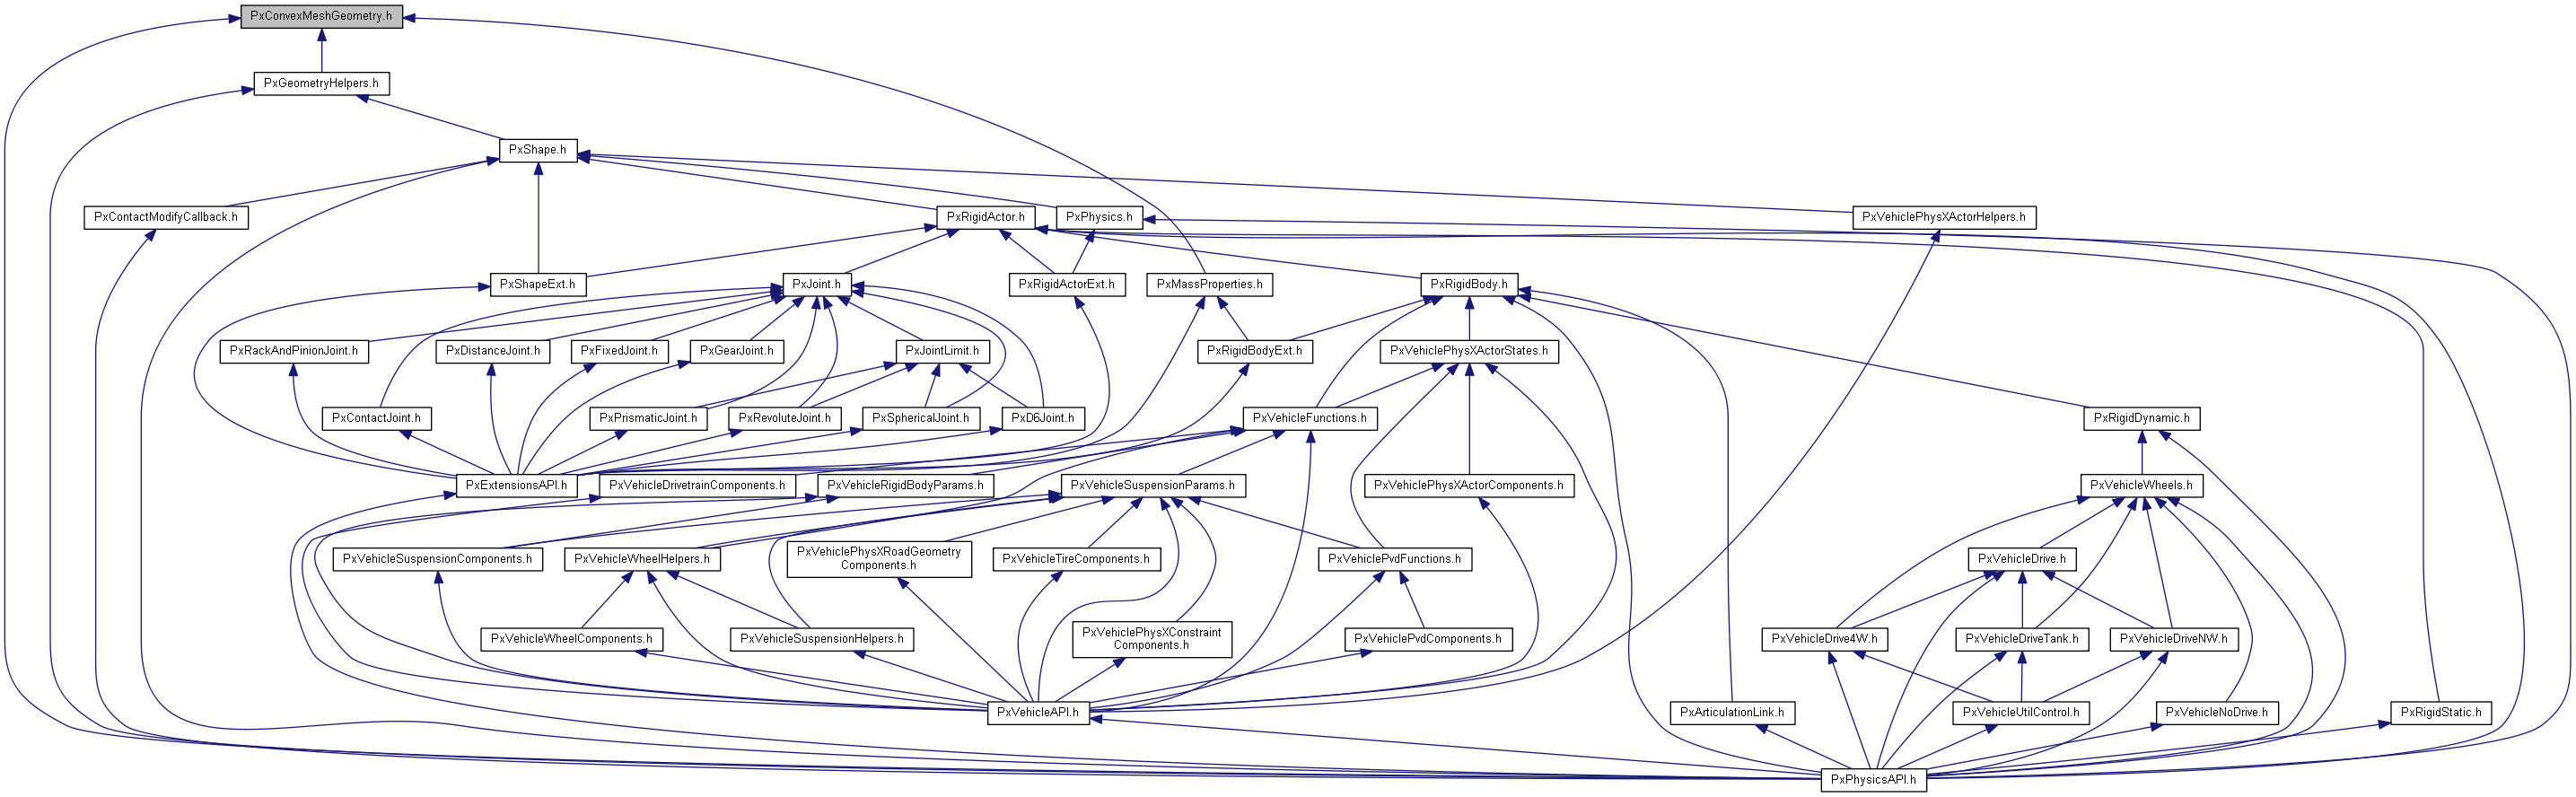 PxConvexMeshGeometry.h
PxGeometryHelpers.h
PxShape.h
PxContactModifyCallback.h
PxRigidActor.h
PxPhysics.h
PxVehiclePhysXActorHelpers.h
PxShapeExt.h
PxJoint.h
PxRigidActorExt.h
PxMassProperties.h
PxRigidBody.h
PxRackAndPinionJoint.h
PxDistanceJoint.h
PxFixedJoint.h
PxGearJoint.h
PxJointLimit.h
PxRigidBodyExt.h
PxVehiclePhysXActorStates.h
PxContactJoint.h
PxPrismaticJoint.h
PxRevoluteJoint.h
PxSphericalJoint.h
PxD6Joint.h
PxVehicleFunctions.h
PxRigidDynamic.h
PxExtensionsAPI.h
PxVehicleDrivetrainComponents.h
PxVehicleRigidBodyParams.h
PxVehicleSuspensionParams.h
PxVehiclePhysXActorComponents.h
PxVehicleWheels.h
PxVehicleSuspensionComponents.h
PxVehicleWheelHelpers.h
PxVehiclePhysXRoadGeometry
Components.h
PxVehicleTireComponents.h
PxVehiclePvdFunctions.h
PxVehicleDrive.h
PxVehicleWheelComponents.h
PxVehicleSuspensionHelpers.h
PxVehiclePhysXConstraint
Components.h
PxVehiclePvdComponents.h
PxVehicleDrive4W.h
PxVehicleDriveTank.h
PxVehicleDriveNW.h
PxVehicleAPI.h
PxArticulationLink.h
PxVehicleUtilControl.h
PxVehicleNoDrive.h
PxRigidStatic.h
PxPhysicsAPI.h